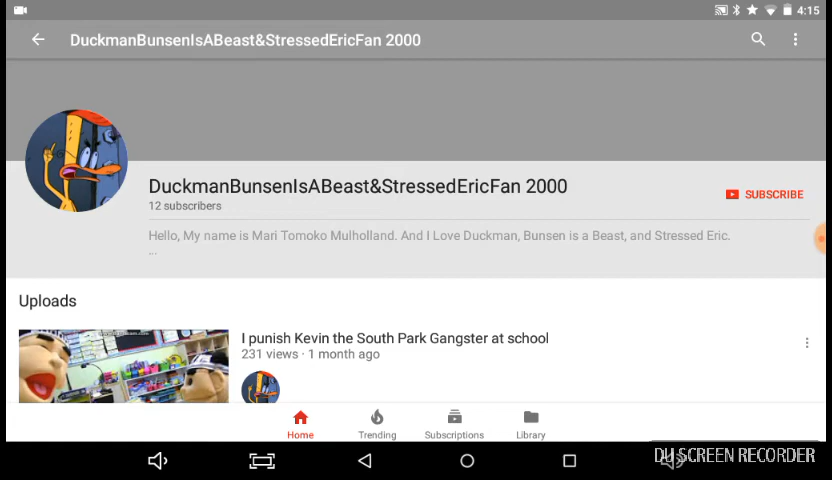 4:15
DuckmanBunsenIsABeast&StressedEricFan 2000
DuckmanBunsenIsABeast&StressedEricFan 2000
12 subscribers
SUBSCRIBE
Hello, My name is Mari Tomoko Mulholland. And I Love Duckman, Bunsen is a Beast, and Stressed Eric.
...
Uploads
I punish Kevin the South Park Gangster at school
231 views · 1 month ago
Home
Trending
Subscriptions
Library
DU SCREEN RECORDER